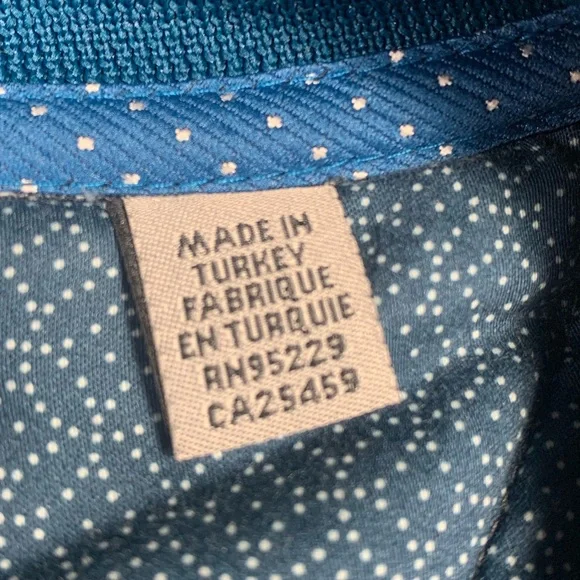 MADE IN
TURKEY
FABRIQUE
EN TURQUIE
RN95229
CA25459